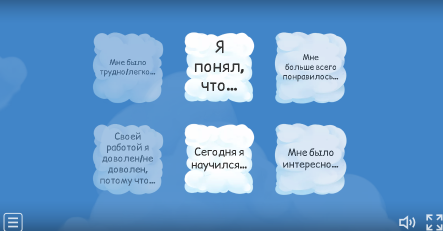 Мне было
трудно/легко...
Я
понял,
что...
Мне
больше всего
понравилось...
Своей
работой я
доволен/не
доволен,
потому что...
Сегодня я
научился...
Мне было
интересно...